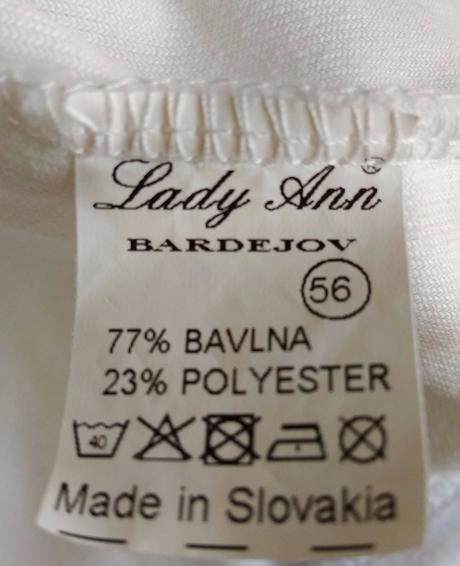 Lady Ann®
BARDEJOV
56
77% BAVLNA
23% POLYESTER
40
Made in Slovakia